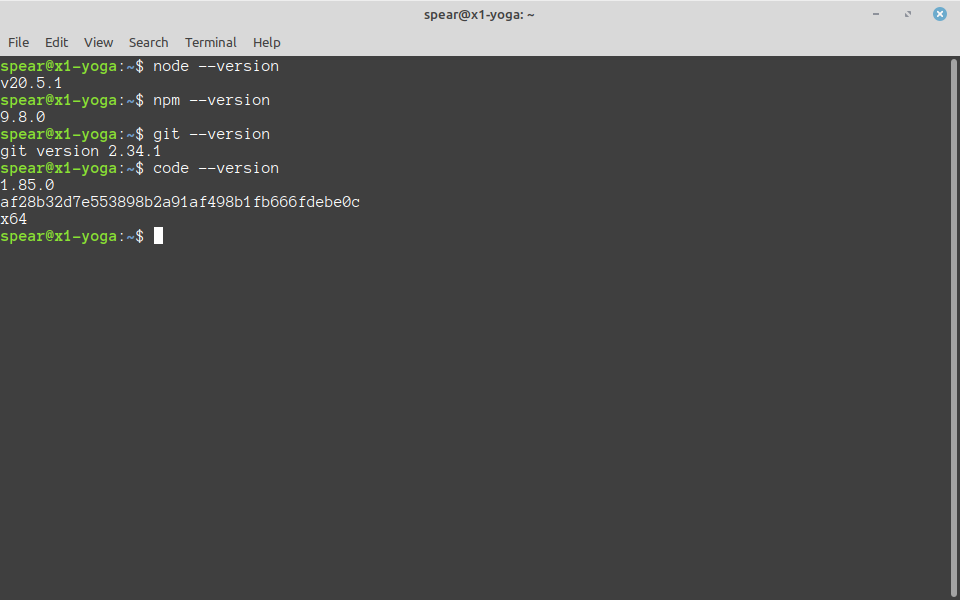 spear@x1-yoga: ~
File Edit View Search Terminal Help
spear@x1-yoga:~$ node --version
v20.5.1
spear@x1-yoga:~$ npm --version
9.8.0
spear@x1-yoga:~$ git --version
git version 2.34.1
spear@x1-yoga:~$ code --version
1.85.0
af28b32d7e553898b2a91af498b1fb666fdebe0c
x64
spear@x1-yoga:~$